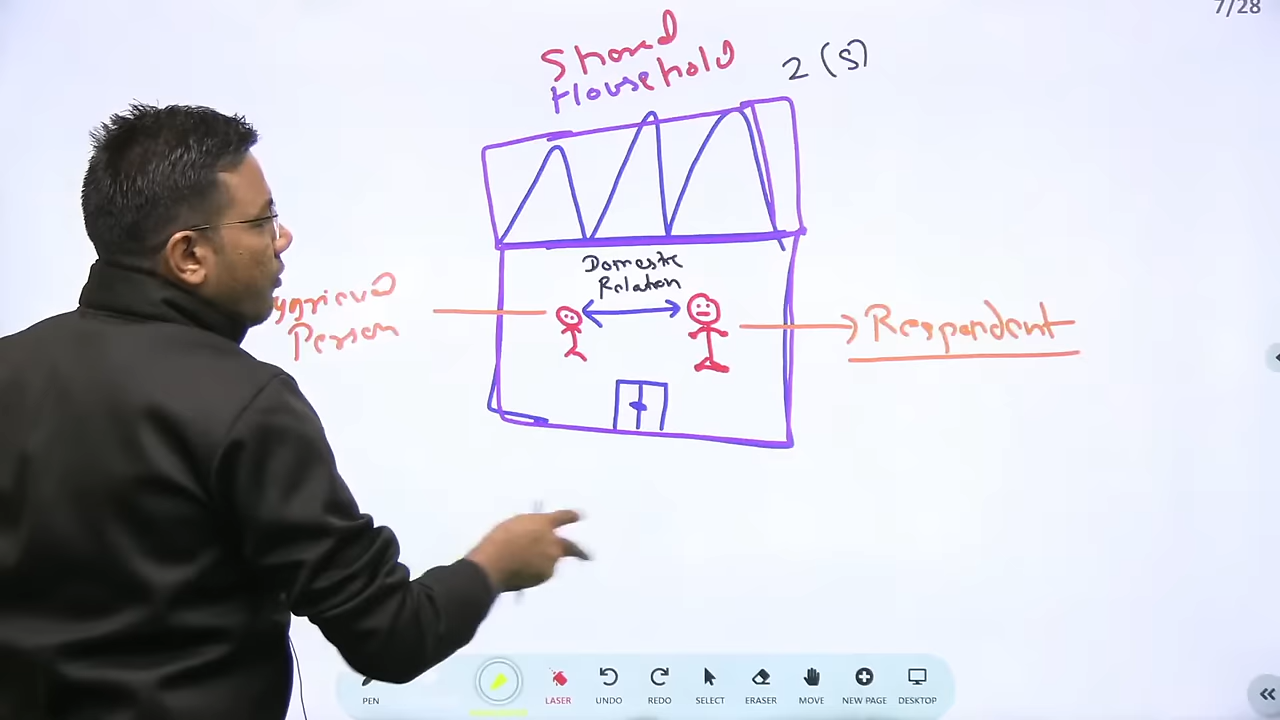 7/28
Shared
Household
2 (s)
Domestic
Relation
Person
Respondent
PEN
LASER
UNDO
REDO
SELECT
ERASER
MOVE
NEW PAGE
DESKTOP